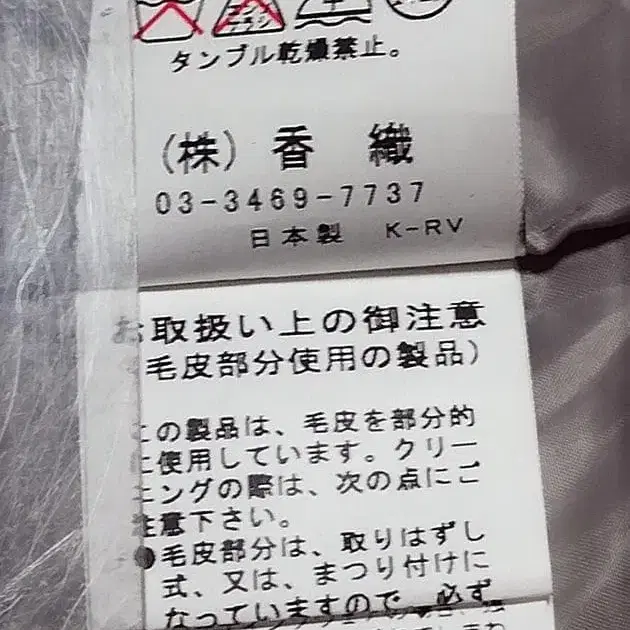 タンブル乾燥禁止。
(株) 香 織
03-3469-7737
日本製 K-RV
お取扱い上の御注意
毛皮部分使用の製品)
この製品は、毛皮を部分的
に使用しています。クリー
ニングの際は、次の点にご
注意下さい。
●毛皮部分は、取りはずし
式、又は、まつり付けに
なっていますので 必ず